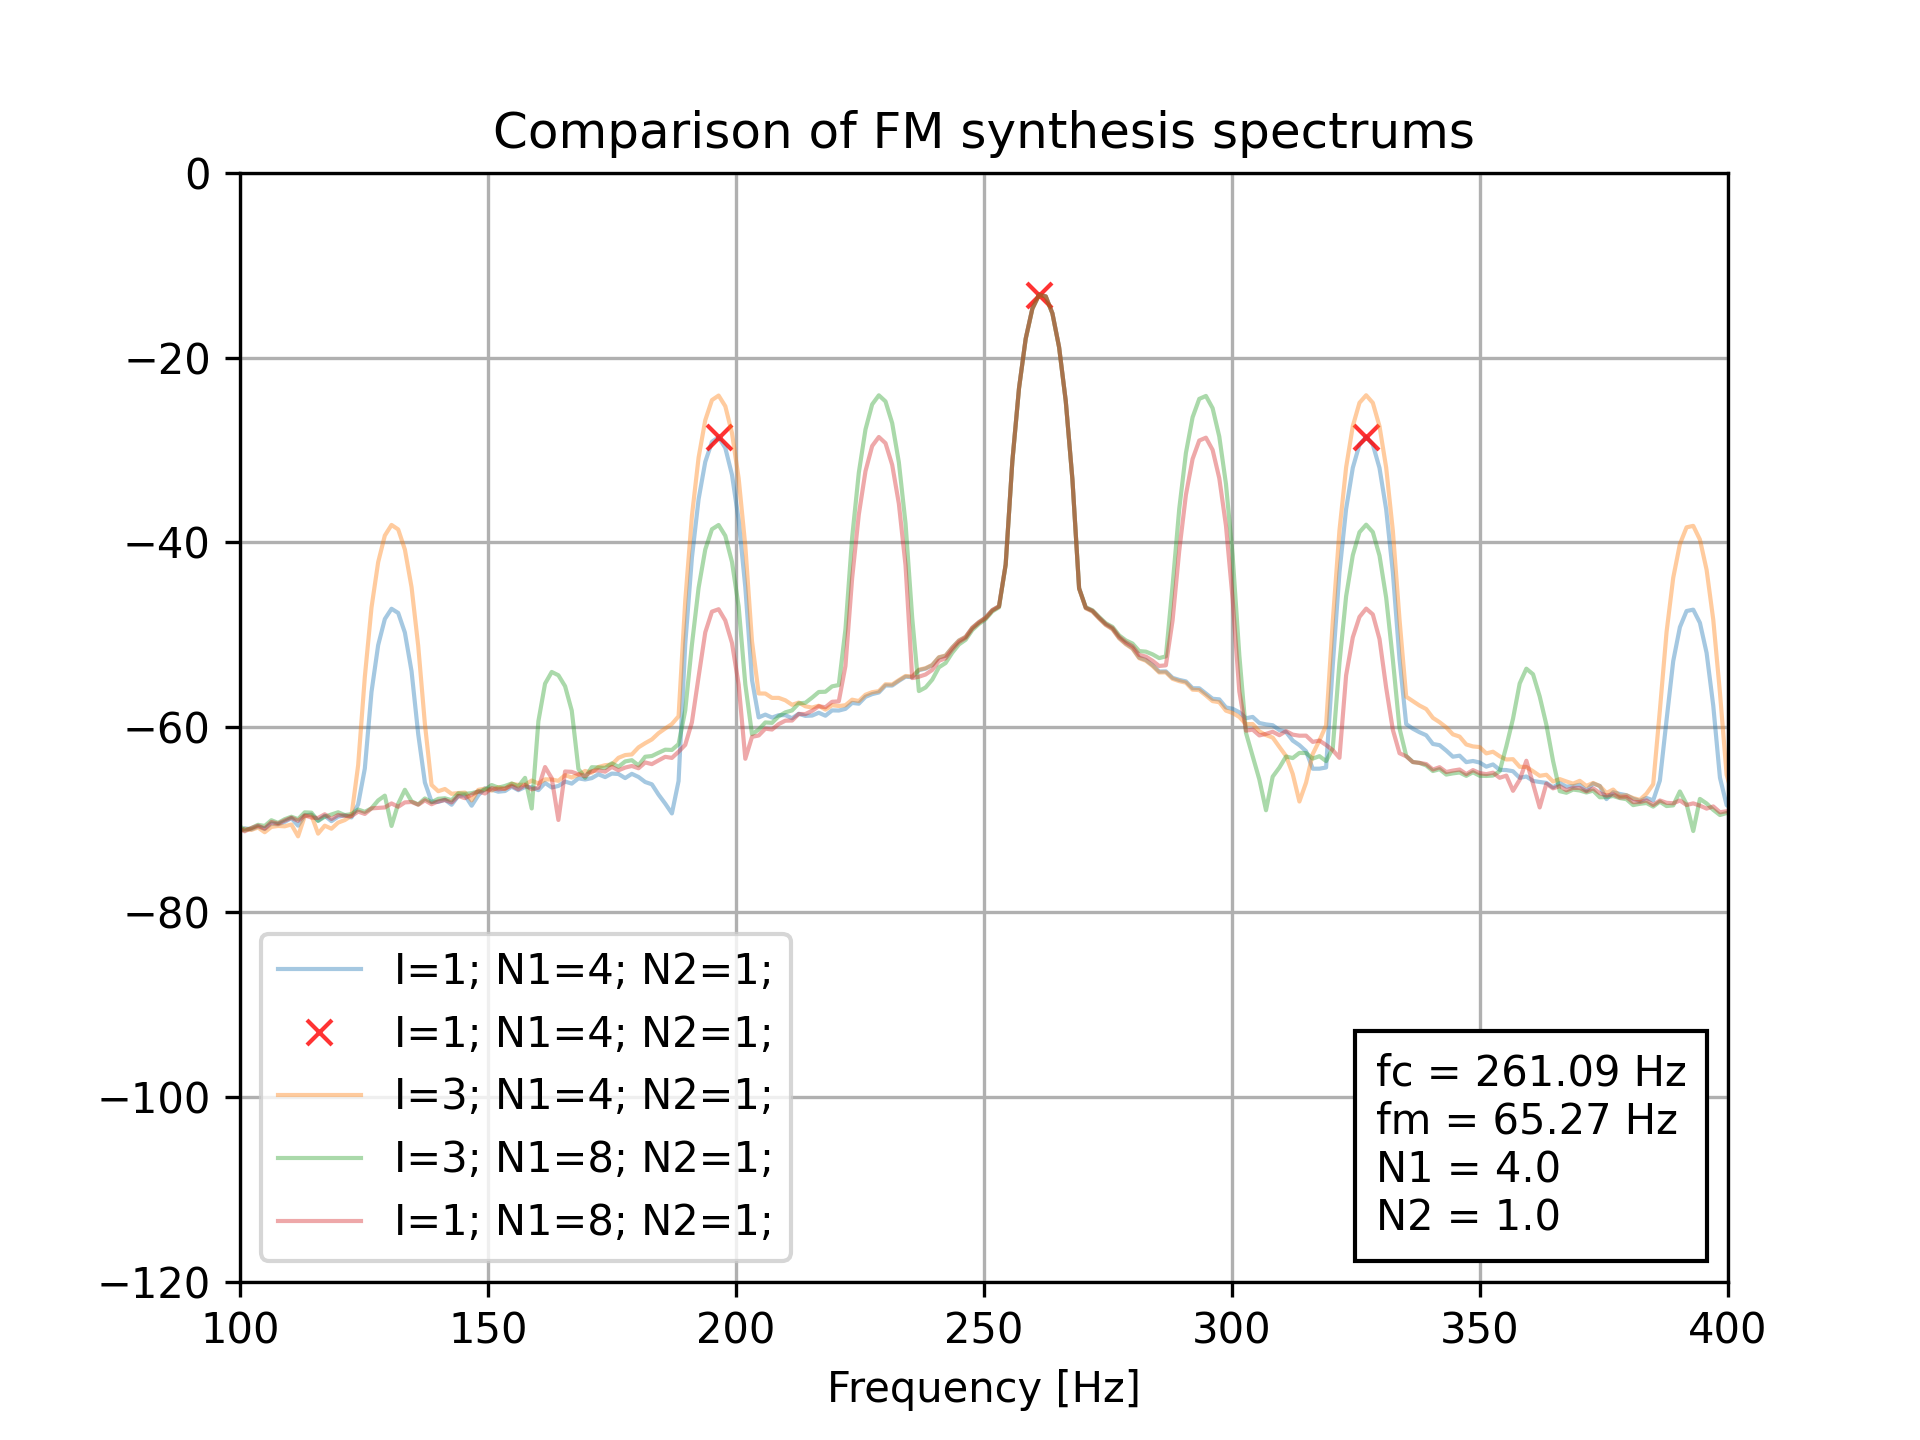 Comparison of FM synthesis spectrums
0
−20
−40
−60
−80
−100
−120
I=1; N1=4; N2=1;
I=1; N1=4; N2=1;
I=3; N1=4; N2=1;
I=3; N1=8; N2=1;
I=1; N1=8; N2=1;
fc = 261.09 Hz
fm = 65.27 Hz
N1 = 4.0
N2 = 1.0
100 150 200 250 300 350 400
Frequency [Hz]